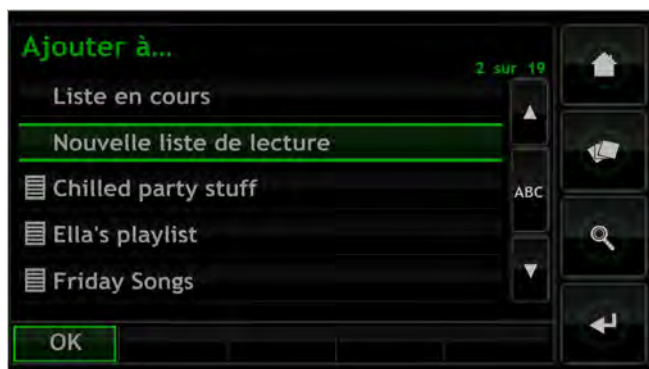 Ajouter à...
2 sur 19
Liste en cours
Nouvelle liste de lecture
Chilled party stuff
ABC
Ella's playlist
Friday Songs
OK